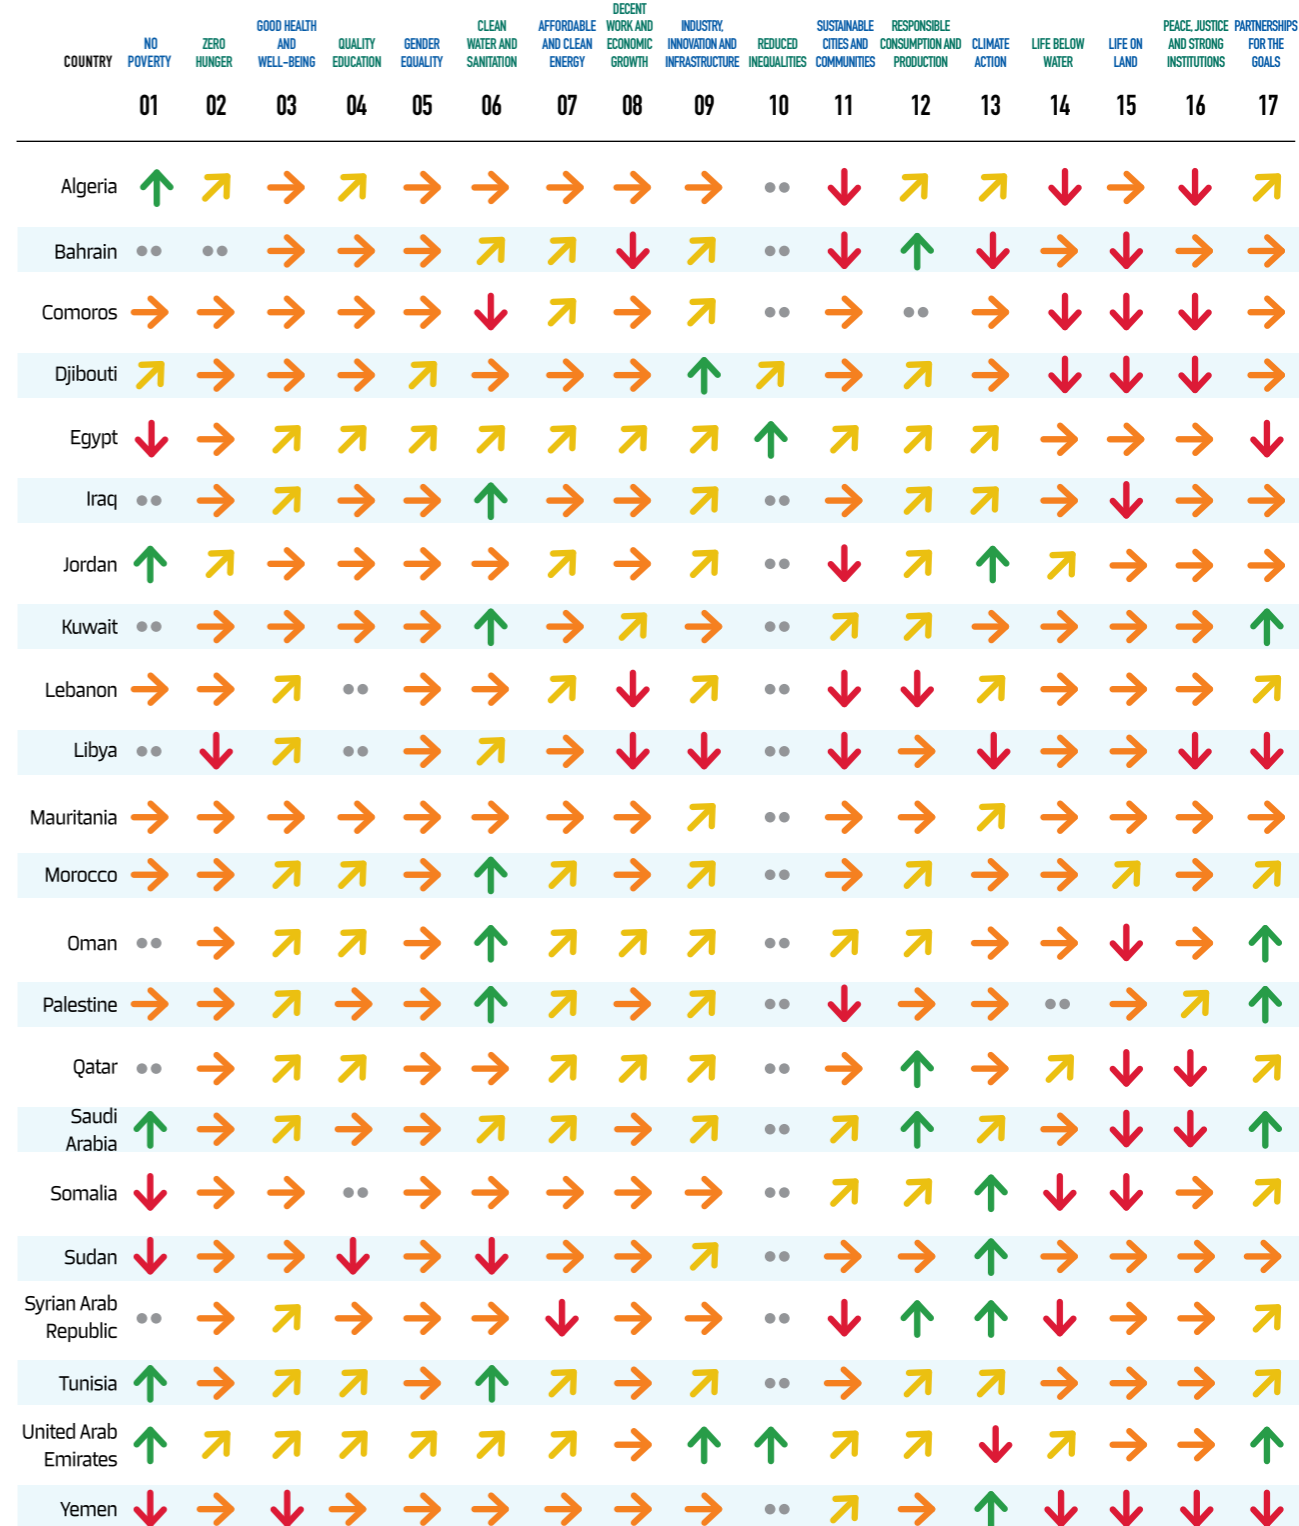 COUNTRY
NO
POVERTY
ZERO
HUNGER
GOOD HEALTH
AND
WELL-BEING
QUALITY
EDUCATION
GENDER
EQUALITY
CLEAN
WATER AND
SANITATION
AFFORDABLE
AND CLEAN
ENERGY
DECENT
WORK AND
ECONOMIC
GROWTH
INDUSTRY,
INNOVATION AND
INFRASTRUCTURE
REDUCED
INEQUALITIES
SUSTAINABLE
CITIES AND
COMMUNITIES
RESPONSIBLE
CONSUMPTION AND
PRODUCTION
CLIMATE
ACTION
LIFE BELOW
WATER
LIFE ON
LAND
PEACE, JUSTICE
AND STRONG
INSTITUTIONS
PARTNERSHIPS
FOR THE
GOALS
01 02 03 04 05 06 07 08 09 10 11 12 13 14 15 16 17
Algeria
Bahrain
Comoros
Djibouti
Egypt
Iraq
Jordan
Kuwait
Lebanon
Libya
Mauritania
Morocco
Oman
Palestine
Qatar
Saudi
Arabia
Somalia
Sudan
Syrian Arab
Republic
Tunisia
United Arab
Emirates
Yemen